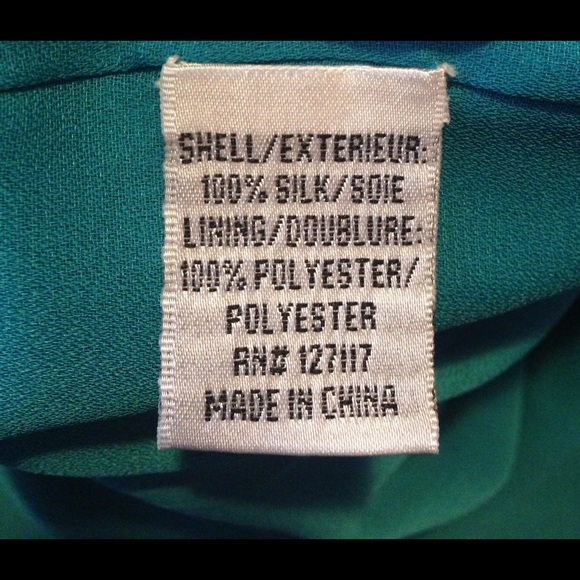 SHELL/EXTERIEUR:
100% SILK/SOIE
LINING/DOUBLURE:
100% POLYESTER/
POLYESTER
RN# 127117
MADE IN CHINA